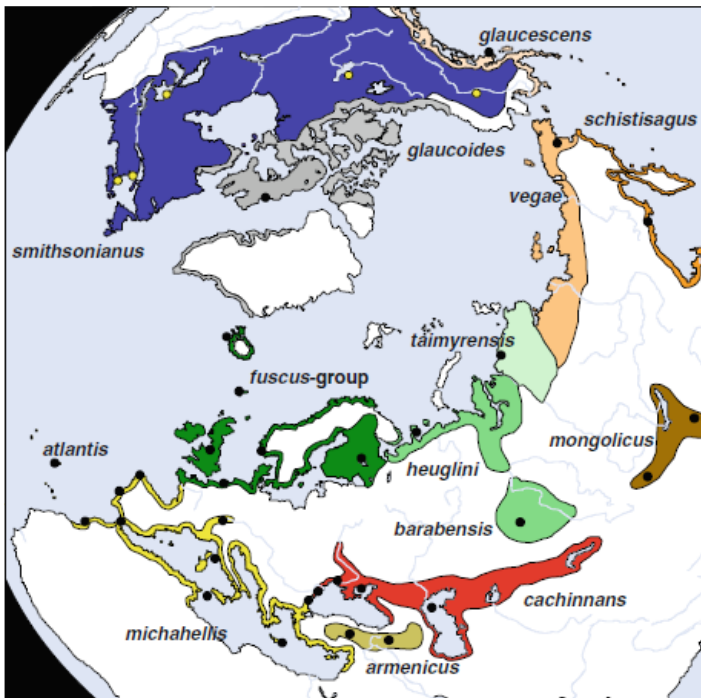 glaucescens
schistisagus
glaucoides
vegae
smithsonianus
taimyrensis
fuscus-group
atlantis
mongolicus
heuglini
barabensis
cachinnans
michahellis
armenicus